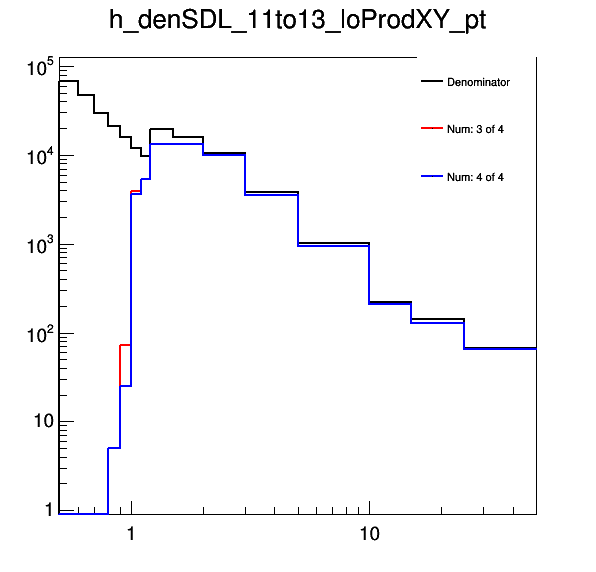 h_denSDL_11to13_loProdXY_pt
10^5
Denominator
Num: 3 of 4
10^4
Num: 4 of 4
10^3
10^2
10
1
1 10